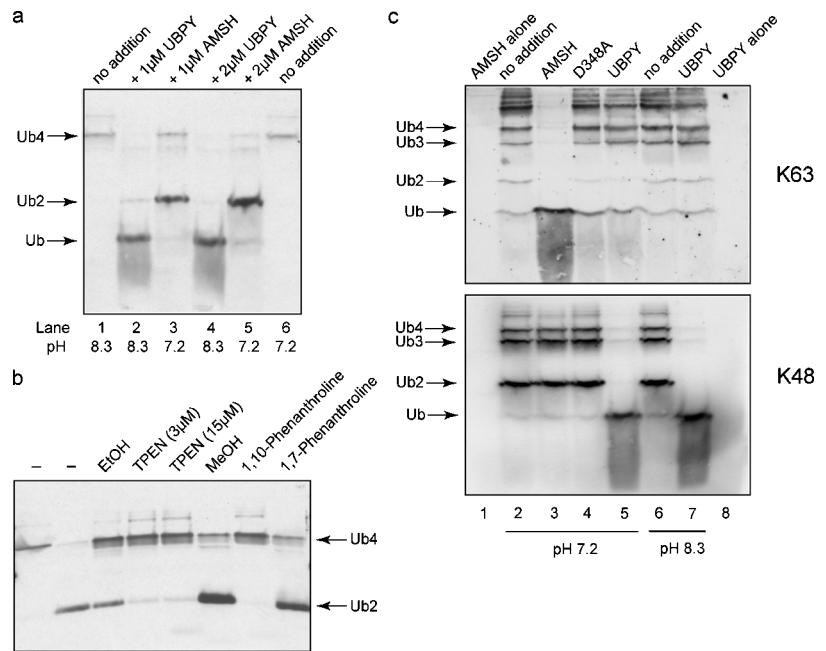 a
no addition
+ 1µM UBPY
+ 1µM AMSH
+ 2µM UBPY
+ 2µM AMSH
no addition
Ub4
Ub2
Ub
Lane 1 2 3 4 5 6
pH 8.3 8.3 7.2 8.3 7.2 7.2
b
–
–
EtOH
TPEN (3µM)
TPEN (15µM)
MeOH
1,10-Phenanthroline
1,7-Phenanthroline
Ub4
Ub2
c
AMSH alone
no addition
AMSH
D348A
UBPY
no addition
UBPY
UBPY alone
Ub4
Ub3
Ub2
Ub
K63
Ub4
Ub3
Ub2
Ub
K48
1 2 3 4 5 6 7 8
pH 7.2 pH 8.3